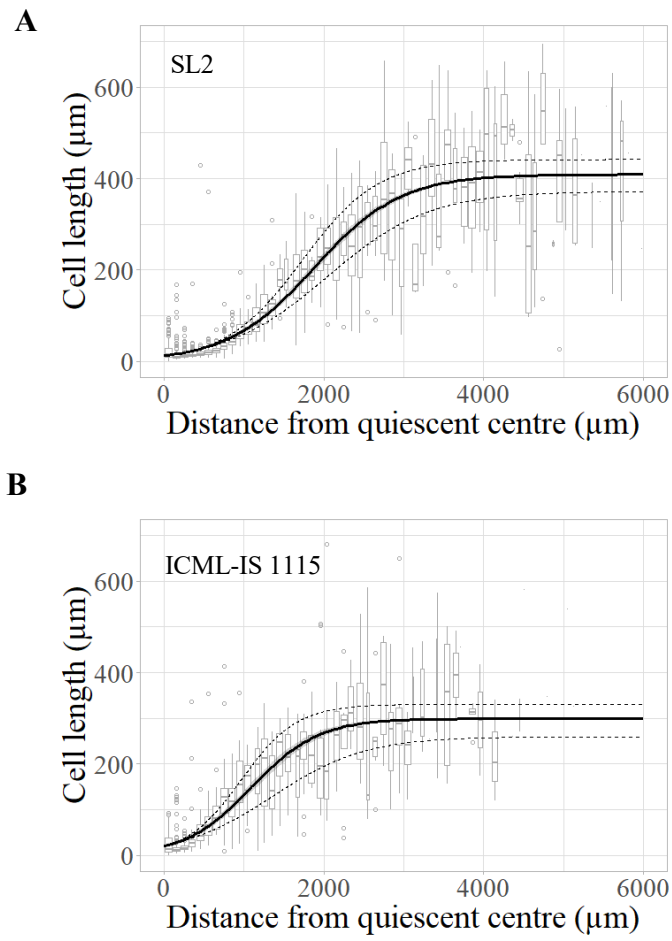 A
SL2
600
400
200
0
Cell length (µm)
0 2000 4000 6000
Distance from quiescent centre (µm)
B
ICML-IS 1115
600
400
200
0
Cell length (µm)
0 2000 4000 6000
Distance from quiescent centre (µm)